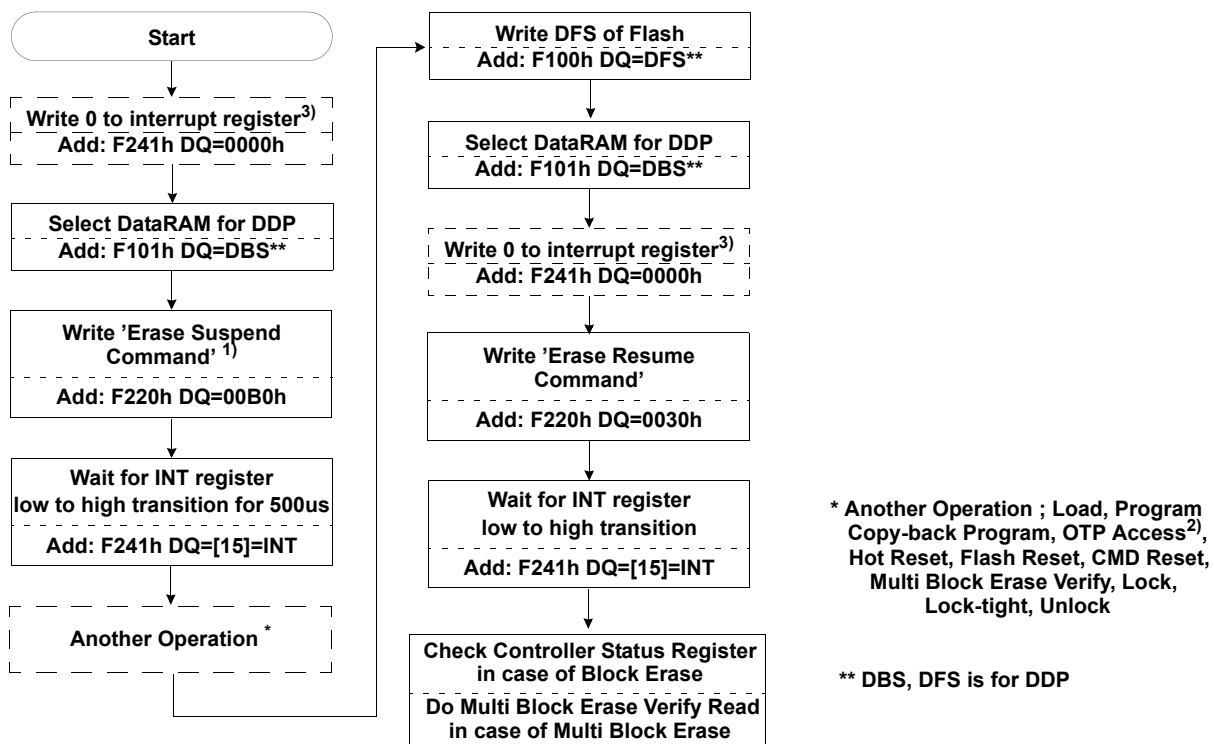 Start
Write 0 to interrupt register3)
Add: F241h DQ=0000h
Select DataRAM for DDP
Add: F101h DQ=DBS**
Write ’Erase Suspend
Command’ 1)
Add: F220h DQ=00B0h
Wait for INT register
low to high transition for 500us
Add: F241h DQ=[15]=INT
Another Operation *
Write DFS of Flash
Add: F100h DQ=DFS**
Select DataRAM for DDP
Add: F101h DQ=DBS**
Write 0 to interrupt register3)
Add: F241h DQ=0000h
Write ’Erase Resume
Command’
Add: F220h DQ=0030h
Wait for INT register
low to high transition
Add: F241h DQ=[15]=INT
Check Controller Status Register
in case of Block Erase
Do Multi Block Erase Verify Read
in case of Multi Block Erase
* Another Operation ; Load, Program
Copy-back Program, OTP Access2),
Hot Reset, Flash Reset, CMD Reset,
Multi Block Erase Verify, Lock,
Lock-tight, Unlock
** DBS, DFS is for DDP